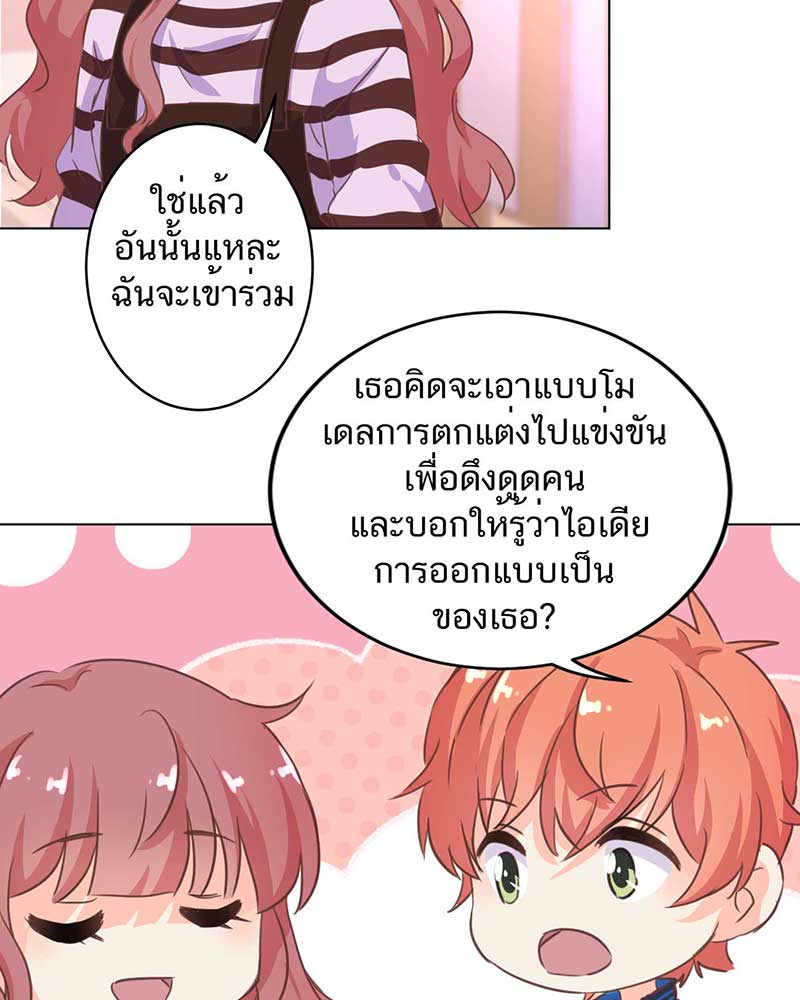 ใช่แล้ว
อันนั้นแหละ
ฉันจะเข้าร่วม
เธอคิดจะเอาแบบโม
เดลการตกแต่งไปแข่งขัน
เพื่อดึงดูดคน
และบอกให้รู้ว่าไอเดีย
การออกแบบเป็น
ของเธอ?